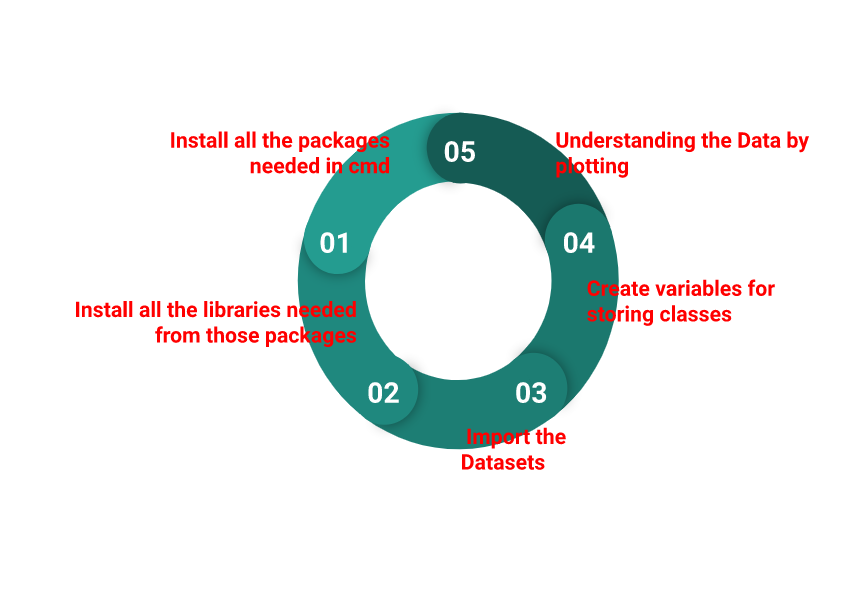 Install all the packages
needed in cmd
01
Install all the libraries needed
from those packages
02
03
Import the
Datasets
04
Create variables for
storing classes
05
Understanding the Data by
plotting